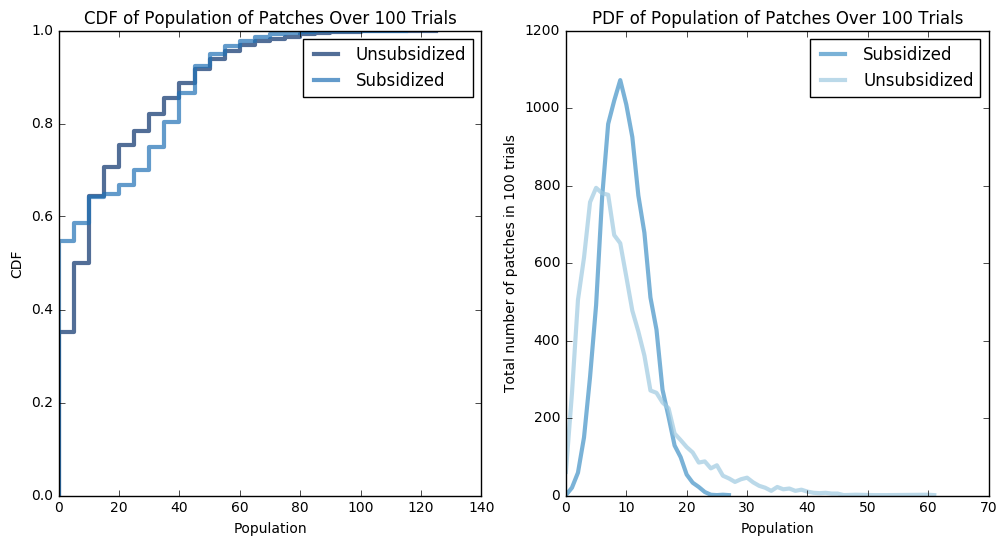 CDF of Population of Patches Over 100 Trials
1.0
0.8
0.6
0.4
0.2
0.0
CDF
Unsubsidized
Subsidized
0 20 40 60 80 100 120 140
Population
PDF of Population of Patches Over 100 Trials
1200
1000
800
600
400
200
0
Total number of patches in 100 trials
Subsidized
Unsubsidized
0 10 20 30 40 50 60 70
Population